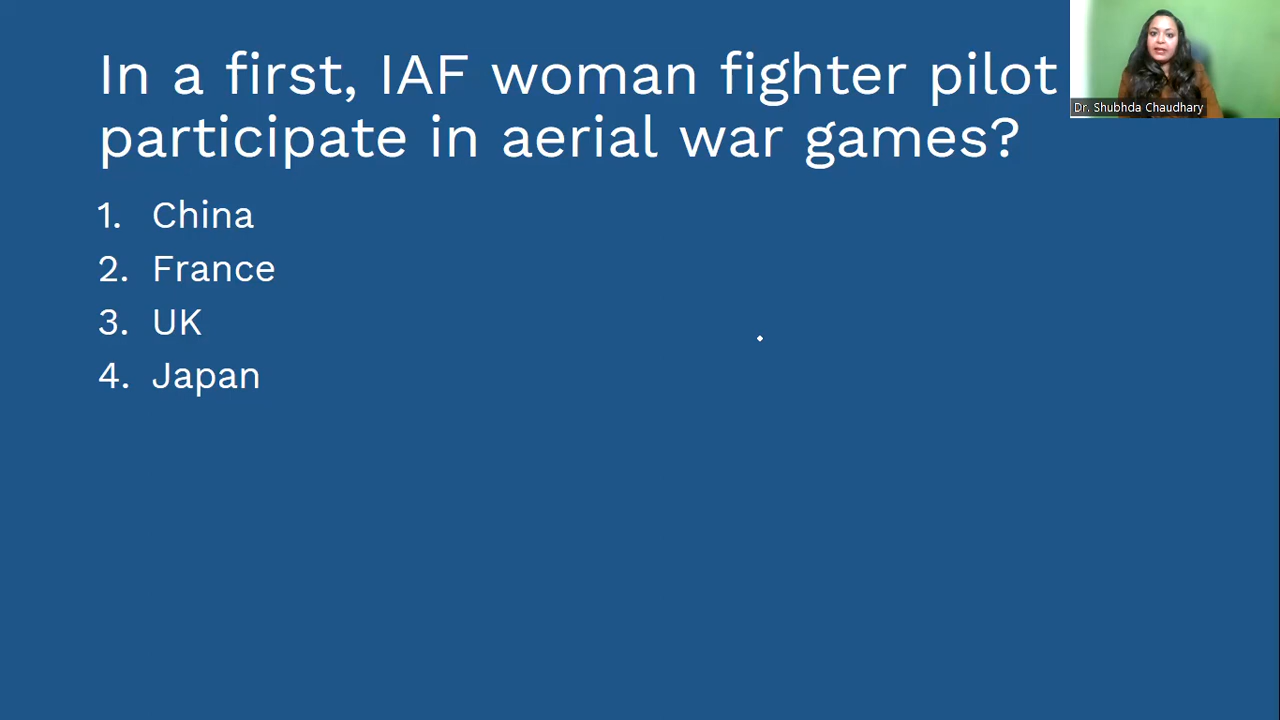 In a first, IAF woman fighter pilot
participate in aerial war games?
1. China
2. France
3. UK
4. Japan
Dr. Shubhda Chaudhary